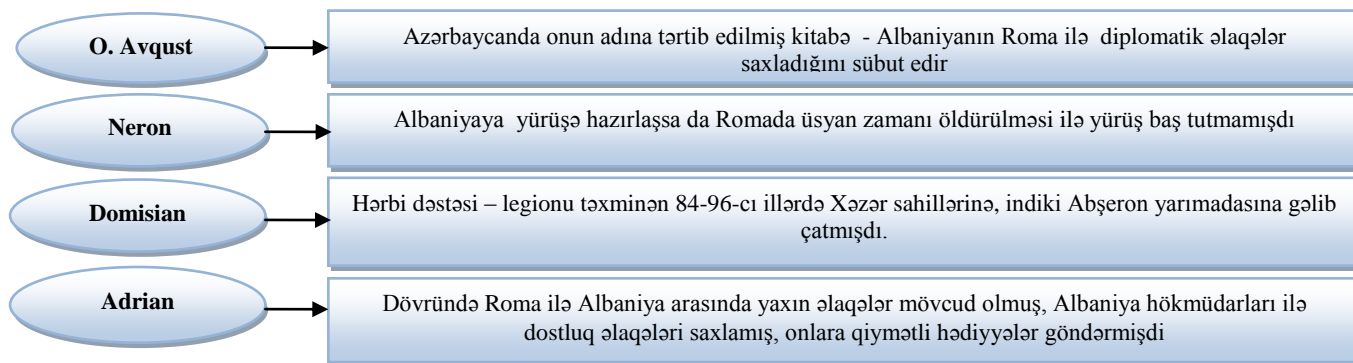 O. Avqust
Azərbaycanda onun adına tərtib edilmiş kitabə - Albaniyanın Roma ilə diplomatik əlaqələr
saxladığını sübut edir
Neron
Albaniyaya yürüşə hazırlaşsa da Romada üsyan zamanı öldürülməsi ilə yürüş baş tutmamışdı
Domisian
Hərbi dəstəsi – legionu təxminən 84-96-cı illərdə Xəzər sahillərinə, indiki Abşeron yarımadasına gəlib
çatmışdı.
Adrian
Dövründə Roma ilə Albaniya arasında yaxın əlaqələr mövcud olmuş, Albaniya hökmüdarları ilə
dostluq əlaqələri saxlamış, onlara qiymətli hədiyyələr göndərmişdi